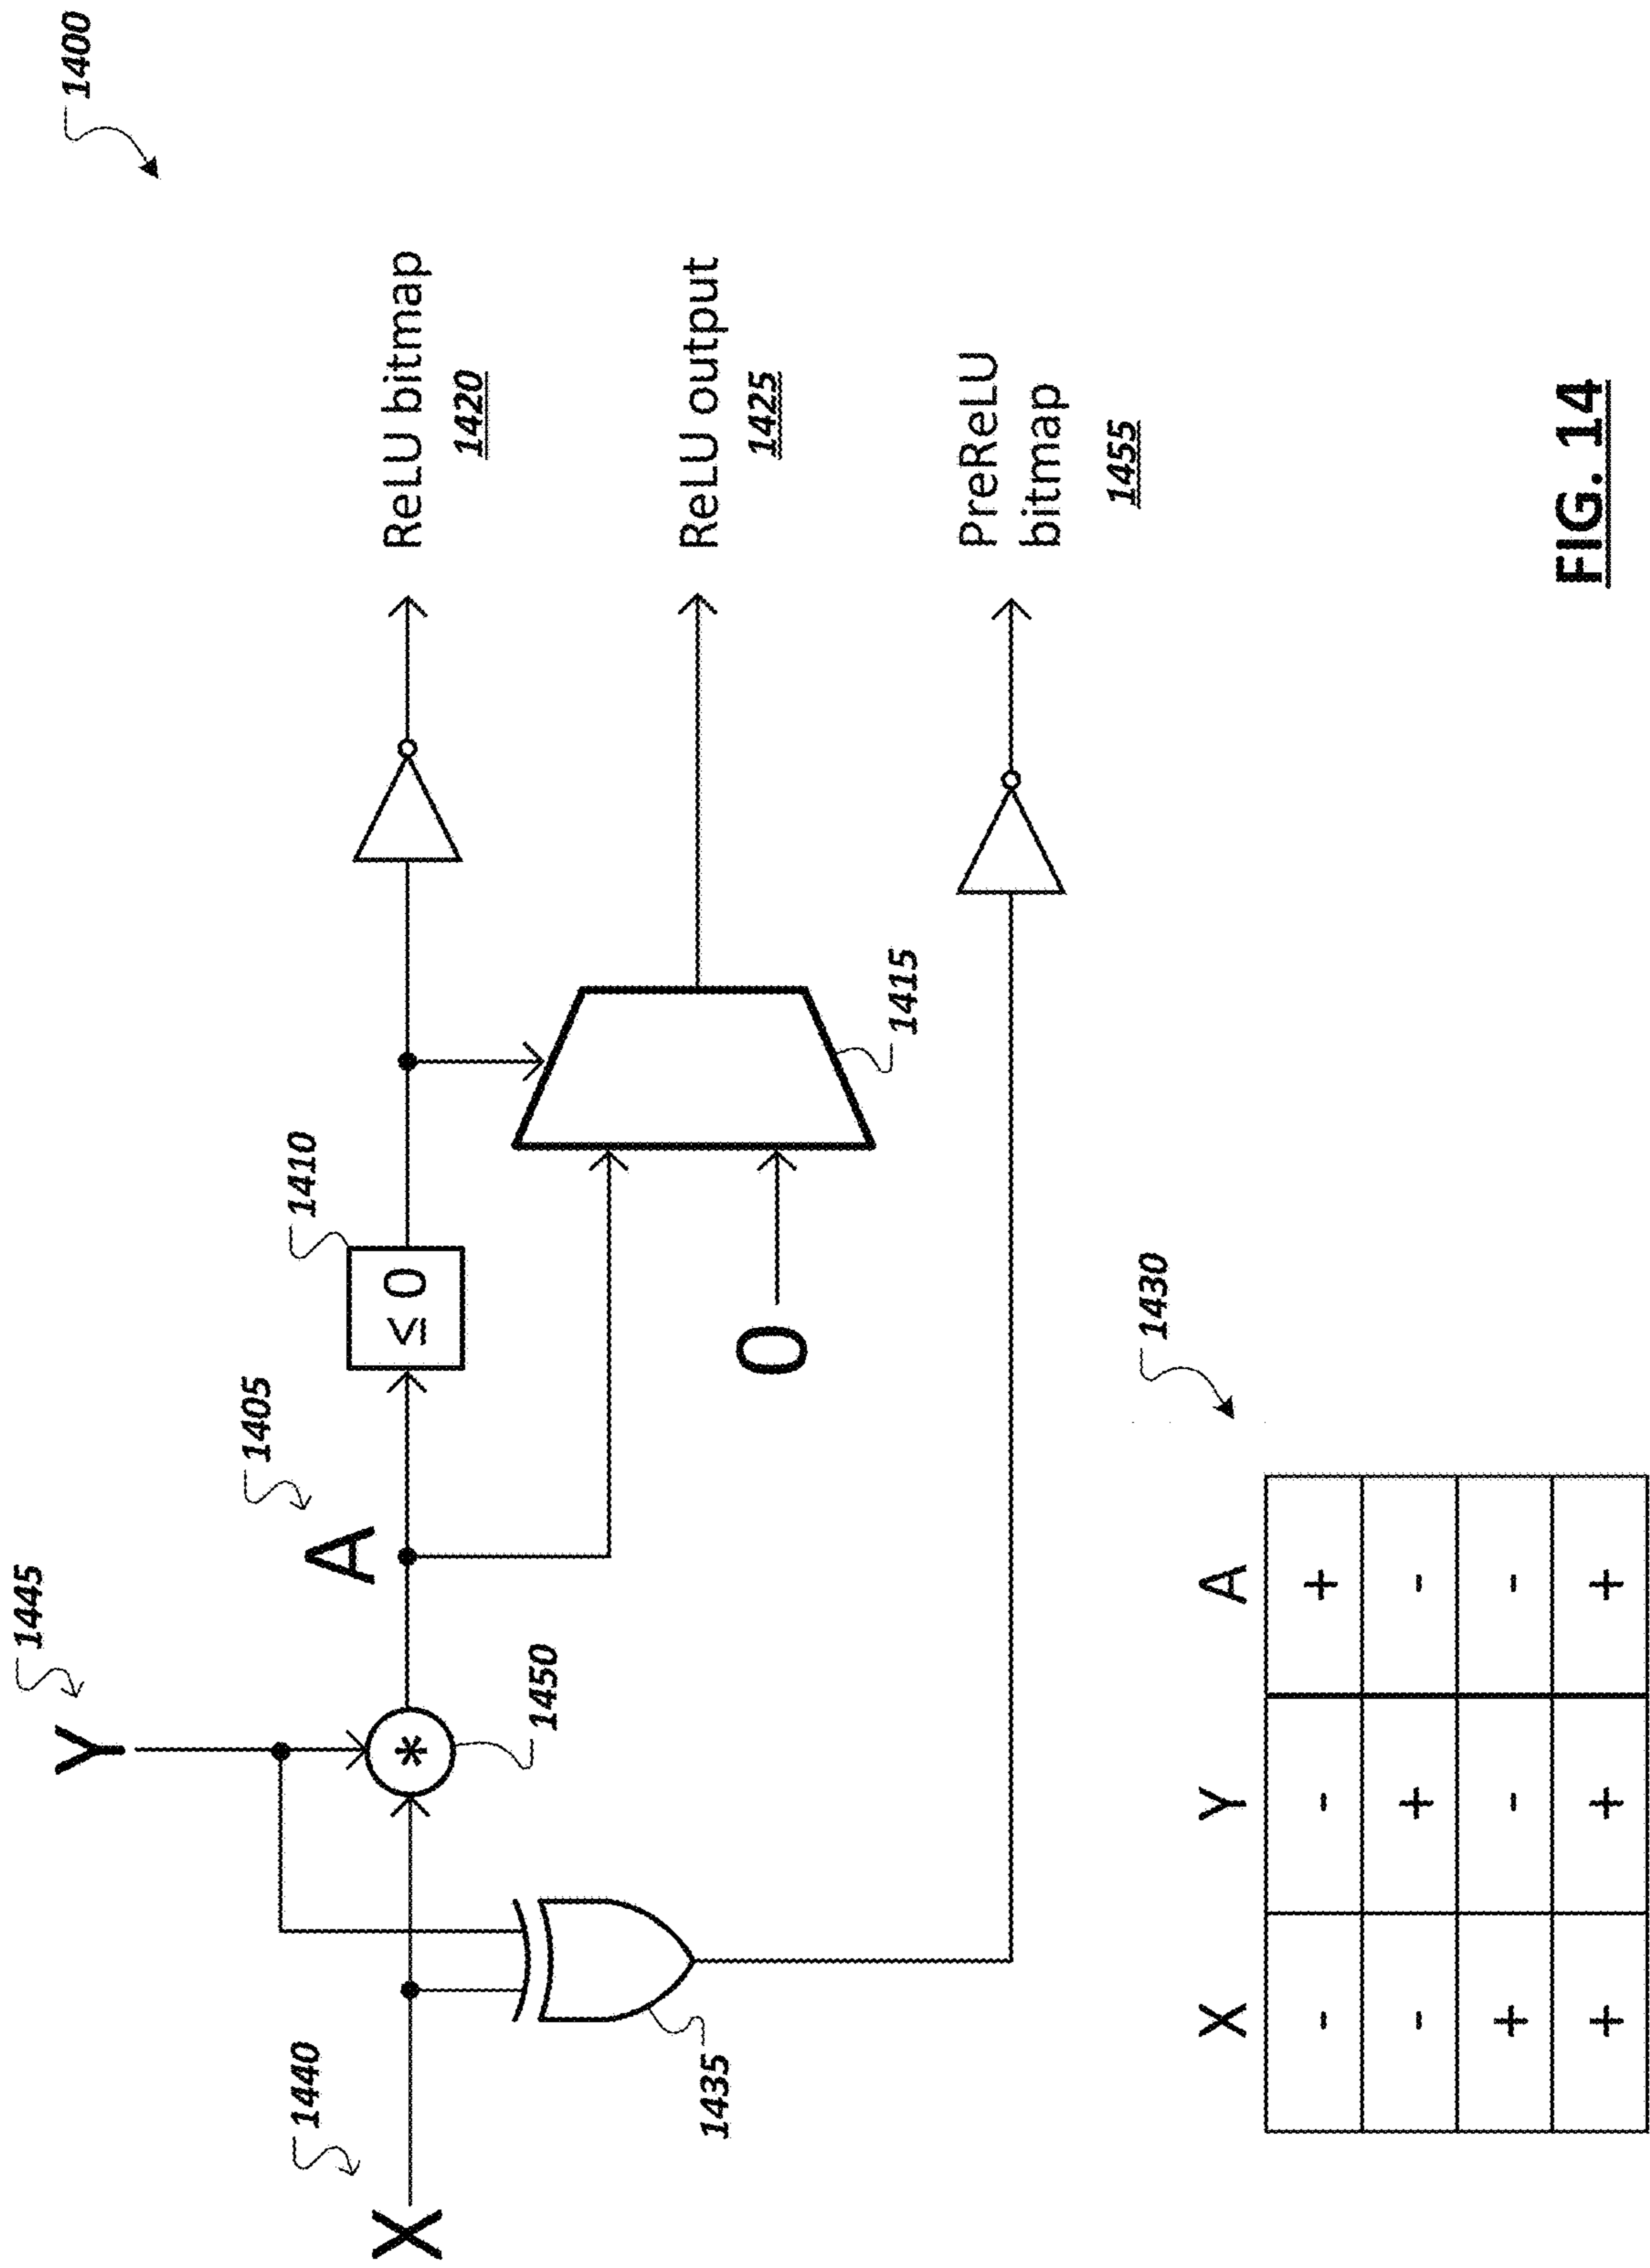 1400
Y 1445
X 1440
A 1405
1410
≤ 0
*
1450
ReLU bitmap
1420
1435
0
1415
ReLU output
1425
PreReLU
bitmap
1455
1430
X Y A
- - +
- + -
+ - -
+ + +
FIG. 14